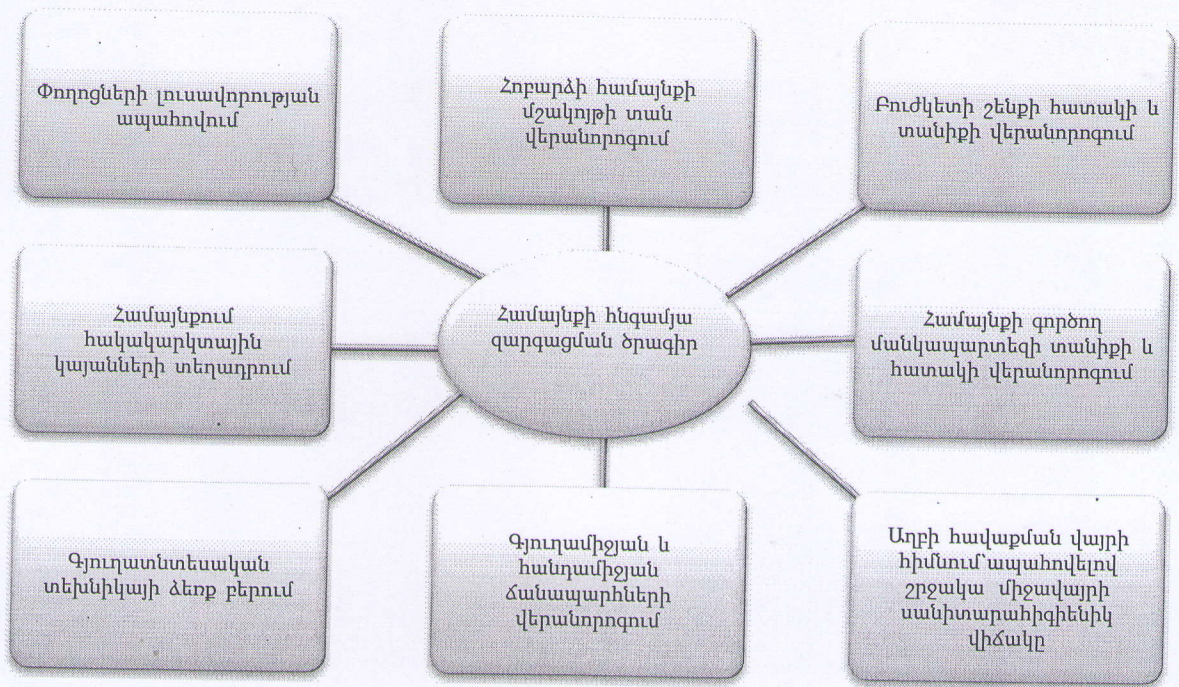 Փողոցների լուսավորության
ապահովում
Հոբարձի համայնքի
մշակոյթի տան
վերանորոգում
Բուժկետի շենքի հատակի և
տանիքի վերանորոգում
Համայնքում
հակակարկտային
կայանների տեղադրում
Համայնքի հնգամյա
զարգացման ծրագիր
Համայնքի գործող
մանկապարտեզի տանիքի և
հատակի վերանորոգում
Գյուղատնտեսական
տեխնիկայի ձեռք բերում
Գյուղամիջյան և
հանդամիջյան
ճանապարհների
վերանորոգում
Աղբի հավաքման վայրի
հիմնում՝ապահովելով
շրջակա միջավայրի
սանիտարահիգիենիկ
վիճակը